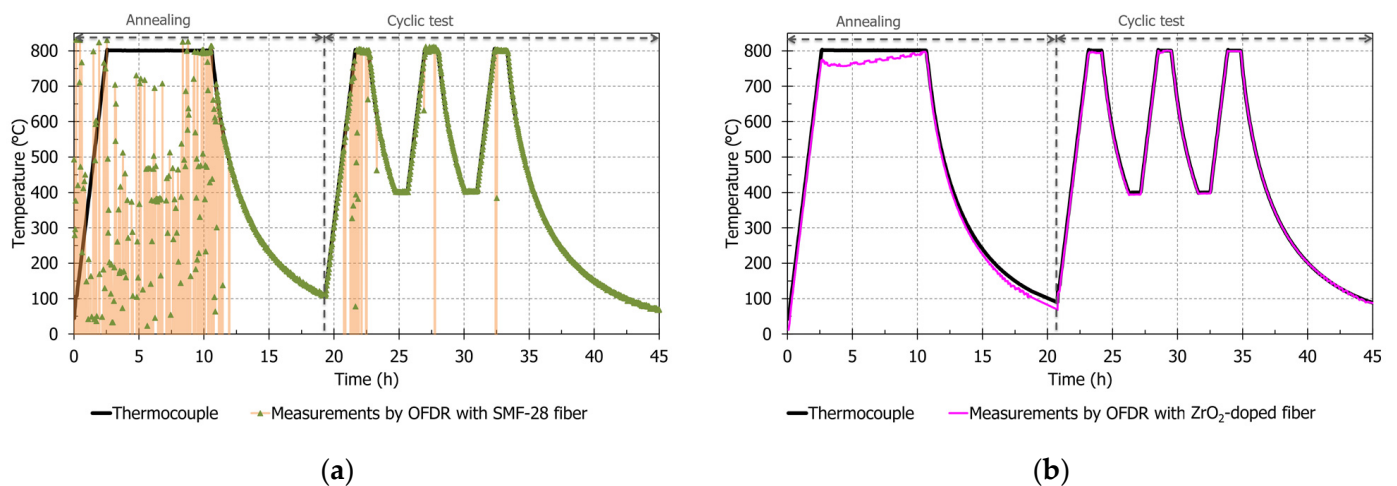 Annealing
Cyclic test
Temperature (ºC)
800
700
600
500
400
300
200
100
0
0 5 10 15 20 25 30 35 40 45
Time (h)
Thermocouple
Measurements by OFDR with SMF-28 fiber
(a)
Annealing
Cyclic test
Temperature (ºC)
800
700
600
500
400
300
200
100
0
0 5 10 15 20 25 30 35 40 45
Time (h)
Thermocouple
Measurements by OFDR with ZrO₂-doped fiber
(b)